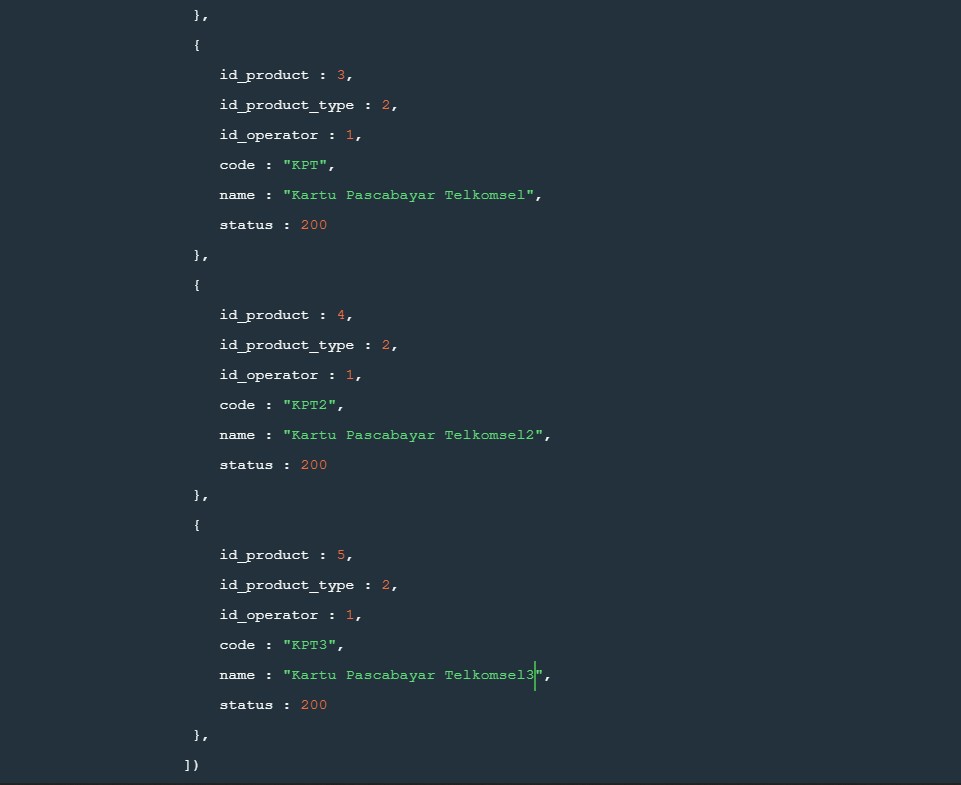 },
{
id_product : 3,
id_product_type : 2,
id_operator : 1,
code : "KPT",
name : "Kartu Pascabayar Telkomsel",
status : 200
},
{
id_product : 4,
id_product_type : 2,
id_operator : 1,
code : "KPT2",
name : "Kartu Pascabayar Telkomsel2",
status : 200
},
{
id_product : 5,
id_product_type : 2,
id_operator : 1,
code : "KPT3",
name : "Kartu Pascabayar Telkomsel3",
status : 200
},
])